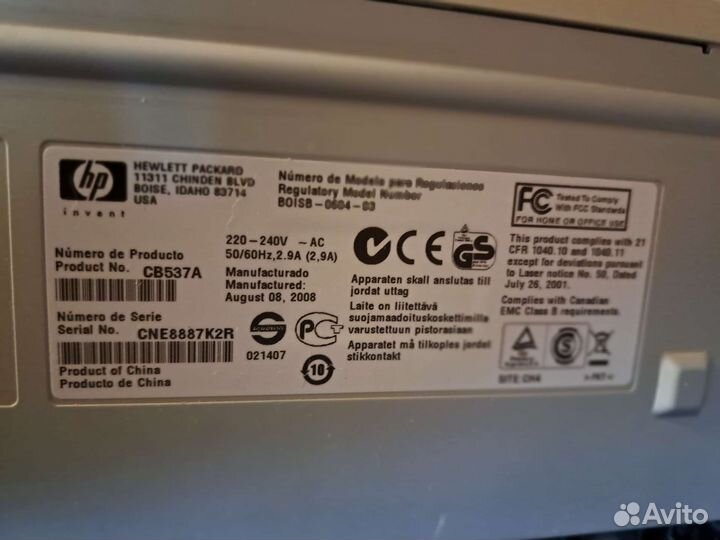 hp
invent
HEWLETT PACKARD
11311 CHINDEN BLVD
BOISE, IDAHO 83714
USA
Número de Modelo para Regulaciones
Regulatory Model Number
BOISB-0604-03
FC Tested To Comply
With FCC Standards
FOR HOME OR OFFICE USE
Número de Producto
Product No. CB537A
220-240V ~ AC
50/60Hz,2.9A (2,9A)
Manufacturado
Manufactured:
August 08, 2008
CE
GS
This product complies with 21
CFR 1040.10 and 1040.11
except for deviations pursuant
to Laser notice No. 50, Dated
July 26, 2001.
Complies with Canadian
EMC Class B requirements.
Número de Serie
Serial No. CNE8887K2R
Product of China
Producto de China
021407
10
Apparaten skall anslutas till
jordat uttag
Laite on liitettävä
suojamaadoituskoskettimilla
varustettuun pistorasiaan
Apparatet må tilkoples jordet
stikkontakt
SITE: CH4
Avito